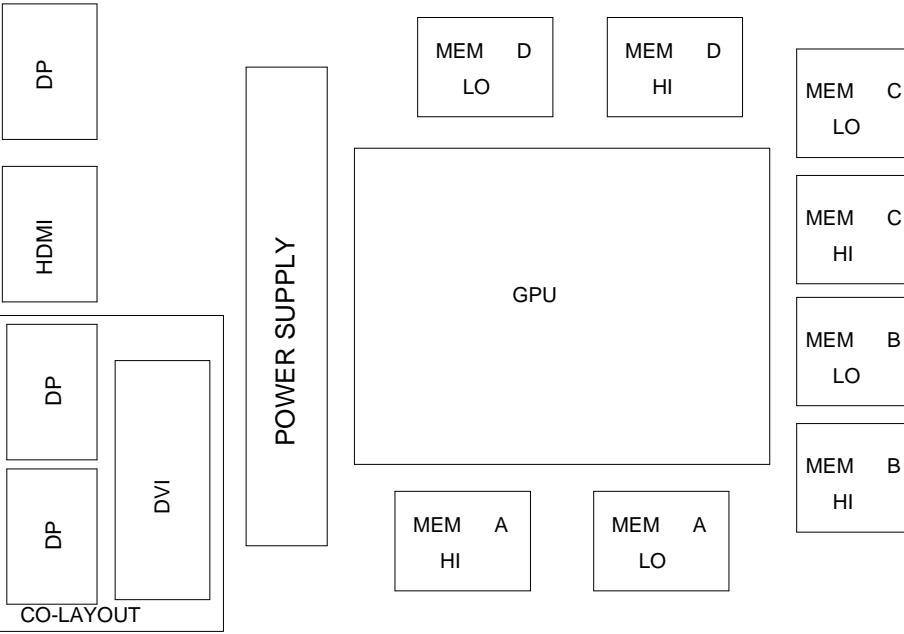 DP
HDMI
DP
DP
DVI
CO-LAYOUT
POWER SUPPLY
MEM D
LO
MEM D
HI
GPU
MEM A
HI
MEM A
LO
MEM C
LO
MEM C
HI
MEM B
LO
MEM B
HI